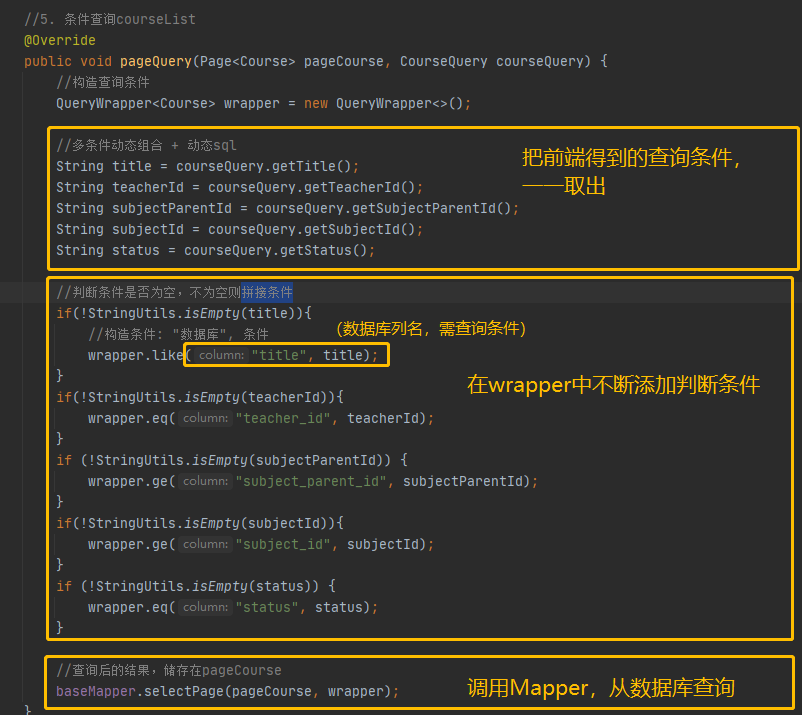 //5. 条件查询courseList
@Override
public void pageQuery(Page<Course> pageCourse, CourseQuery courseQuery) {
//构造查询条件
QueryWrapper<Course> wrapper = new QueryWrapper<>();
//多条件动态组合 + 动态sql
String title = courseQuery.getTitle();
String teacherId = courseQuery.getTeacherId();
String subjectParentId = courseQuery.getSubjectParentId();
String subjectId = courseQuery.getSubjectId();
String status = courseQuery.getStatus();
把前端得到的查询条件，
一一取出
//判断条件是否为空，不为空则拼接条件
if(!StringUtils.isEmpty(title)){
//构造条件: "数据库", 条件
(数据库列名，需查询条件)
wrapper.like( column: "title", title);
}
if(!StringUtils.isEmpty(teacherId)){
wrapper.eq( column: "teacher_id", teacherId);
}
if (!StringUtils.isEmpty(subjectParentId)) {
wrapper.ge( column: "subject_parent_id", subjectParentId);
}
if(!StringUtils.isEmpty(subjectId)){
wrapper.ge( column: "subject_id", subjectId);
}
if (!StringUtils.isEmpty(status)) {
wrapper.eq( column: "status", status);
}
在wrapper中不断添加判断条件
//查询后的结果，储存在pageCourse
baseMapper.selectPage(pageCourse, wrapper);
调用Mapper，从数据库查询
}